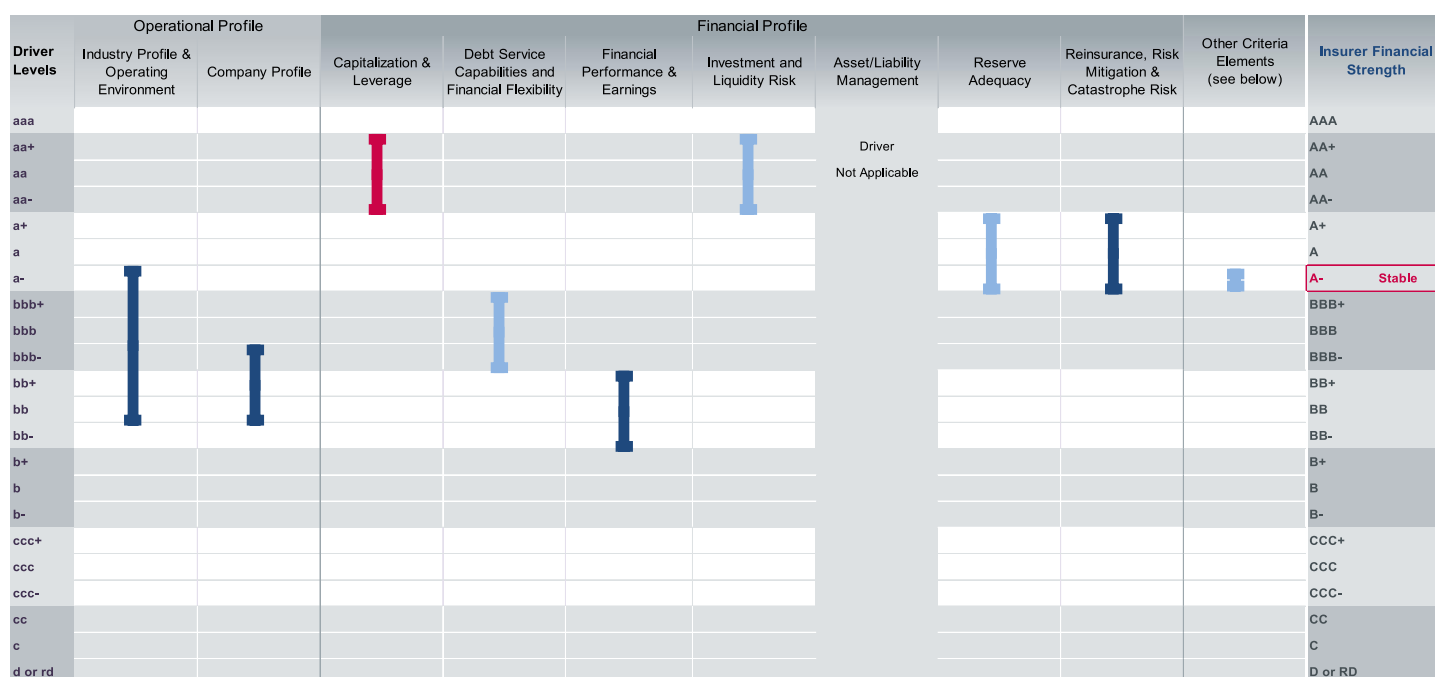 Operational Profile
Financial Profile
Driver
Levels
Industry Profile &
Operating
Environment
Company Profile
Capitalization &
Leverage
Debt Service
Capabilities and
Financial Flexibility
Financial
Performance &
Earnings
Investment and
Liquidity Risk
Asset/Liability
Management
Reserve
Adequacy
Reinsurance, Risk
Mitigation &
Catastrophe Risk
Other Criteria
Elements
(see below)
Insurer Financial
Strength
aaa AAA
aa+ Driver AA+
aa Not Applicable AA
aa- AA-
a+ A+
a A
a- A- Stable
bbb+ BBB+
bbb BBB
bbb- BBB-
bb+ BB+
bb BB
bb- BB-
b+ B+
b B
b- B-
ccc+ CCC+
ccc CCC
ccc- CCC-
cc CC
c C
d or rd D or RD